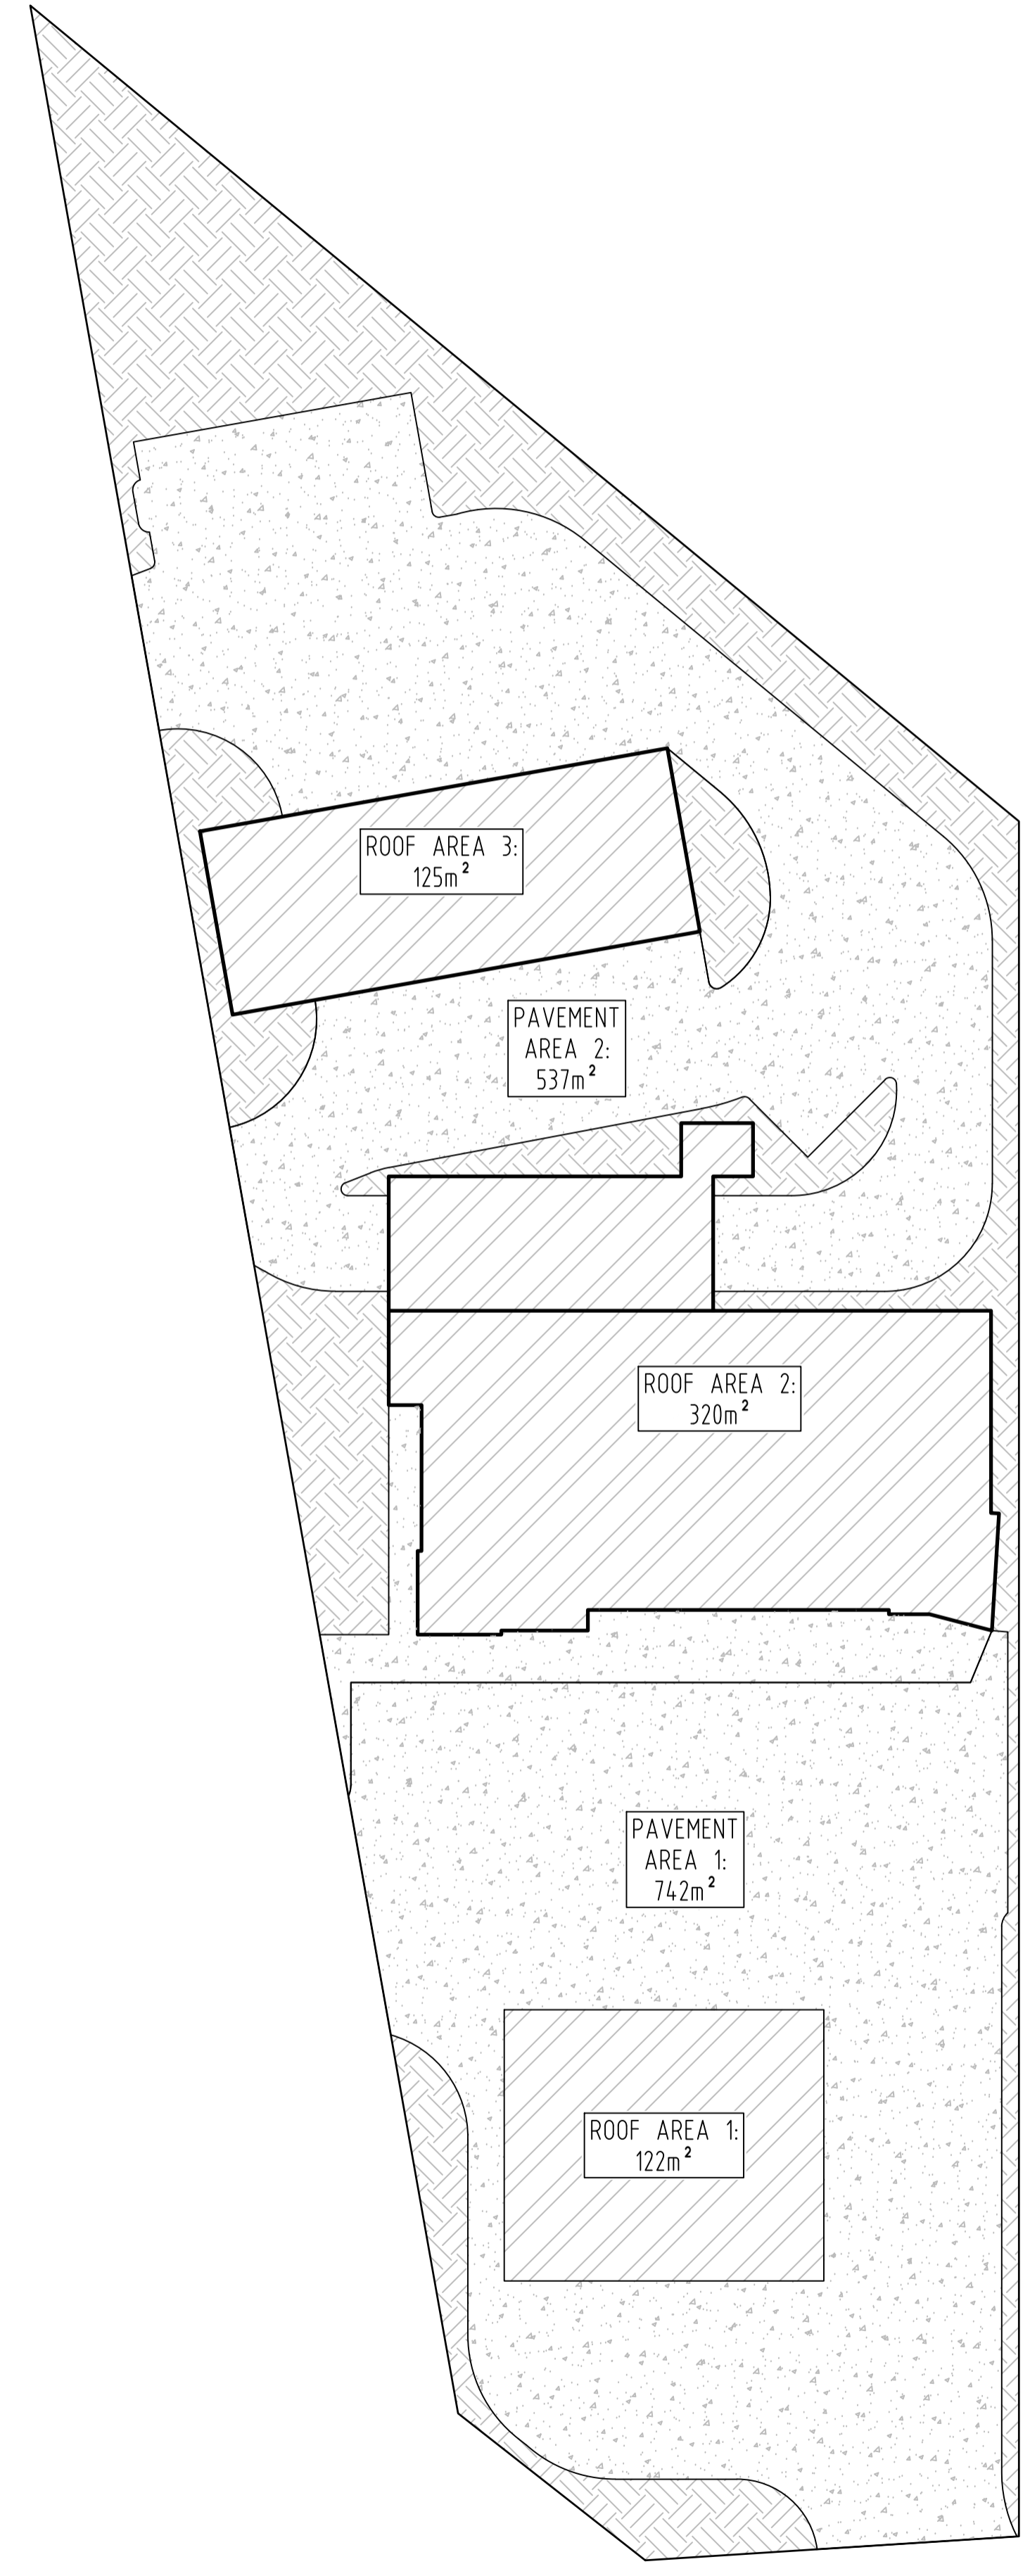 ROOF AREA 3:
125m²
PAVEMENT
AREA 2:
537m²
ROOF AREA 2:
320m²
PAVEMENT
AREA 1:
742m²
ROOF AREA 1:
122m²